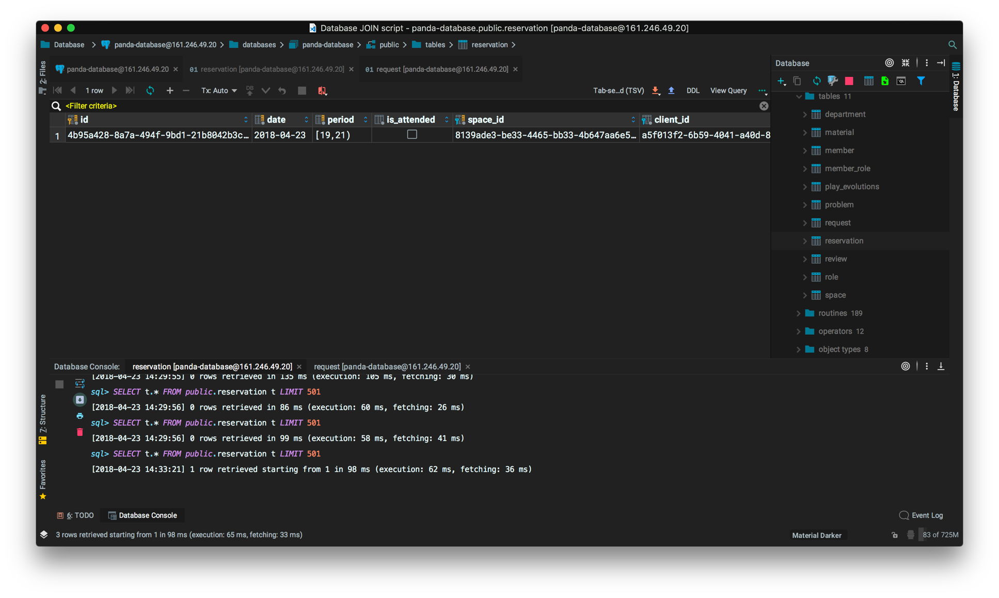 Database JOIN script - panda-database.public.reservation [panda-database@161.246.49.20]
Database panda-database@161.246.49.20 databases panda-database public tables reservation
panda-database@161.246.49.20 01 reservation [panda-database@161.246.49.20] 01 request [panda-database@161.246.49.20]
2: Files
1 row Tx: Auto DB Tab-se...d (TSV) DDL View Query
<Filter criteria>
id date period is_attended space_id client_id
1 4b95a428-8a7a-494f-9bd1-21b8042b3c... 2018-04-23 [19,21) 8139ade3-be33-4465-bb33-4b647aa6e5... a5f013f2-6b59-4041-a40d-8
Database
QL
1: Database
tables 11
department
material
member
member_role
play_evolutions
problem
request
reservation
review
role
space
routines 189
operators 12
object types 8
Database Console: reservation [panda-database@161.246.49.20] request [panda-database@161.246.49.20]
[2018-04-23 14:29:55] 0 rows retrieved in 135 ms (execution: 105 ms, fetching: 30 ms)
sql> SELECT t.* FROM public.reservation t LIMIT 501
[2018-04-23 14:29:56] 0 rows retrieved in 86 ms (execution: 60 ms, fetching: 26 ms)
sql> SELECT t.* FROM public.reservation t LIMIT 501
[2018-04-23 14:29:56] 0 rows retrieved in 99 ms (execution: 58 ms, fetching: 41 ms)
sql> SELECT t.* FROM public.reservation t LIMIT 501
[2018-04-23 14:33:21] 1 row retrieved starting from 1 in 98 ms (execution: 62 ms, fetching: 36 ms)
7: Structure
Favorites
6: TODO Database Console Event Log
3 rows retrieved starting from 1 in 98 ms (execution: 65 ms, fetching: 33 ms) Material Darker 83 of 725M